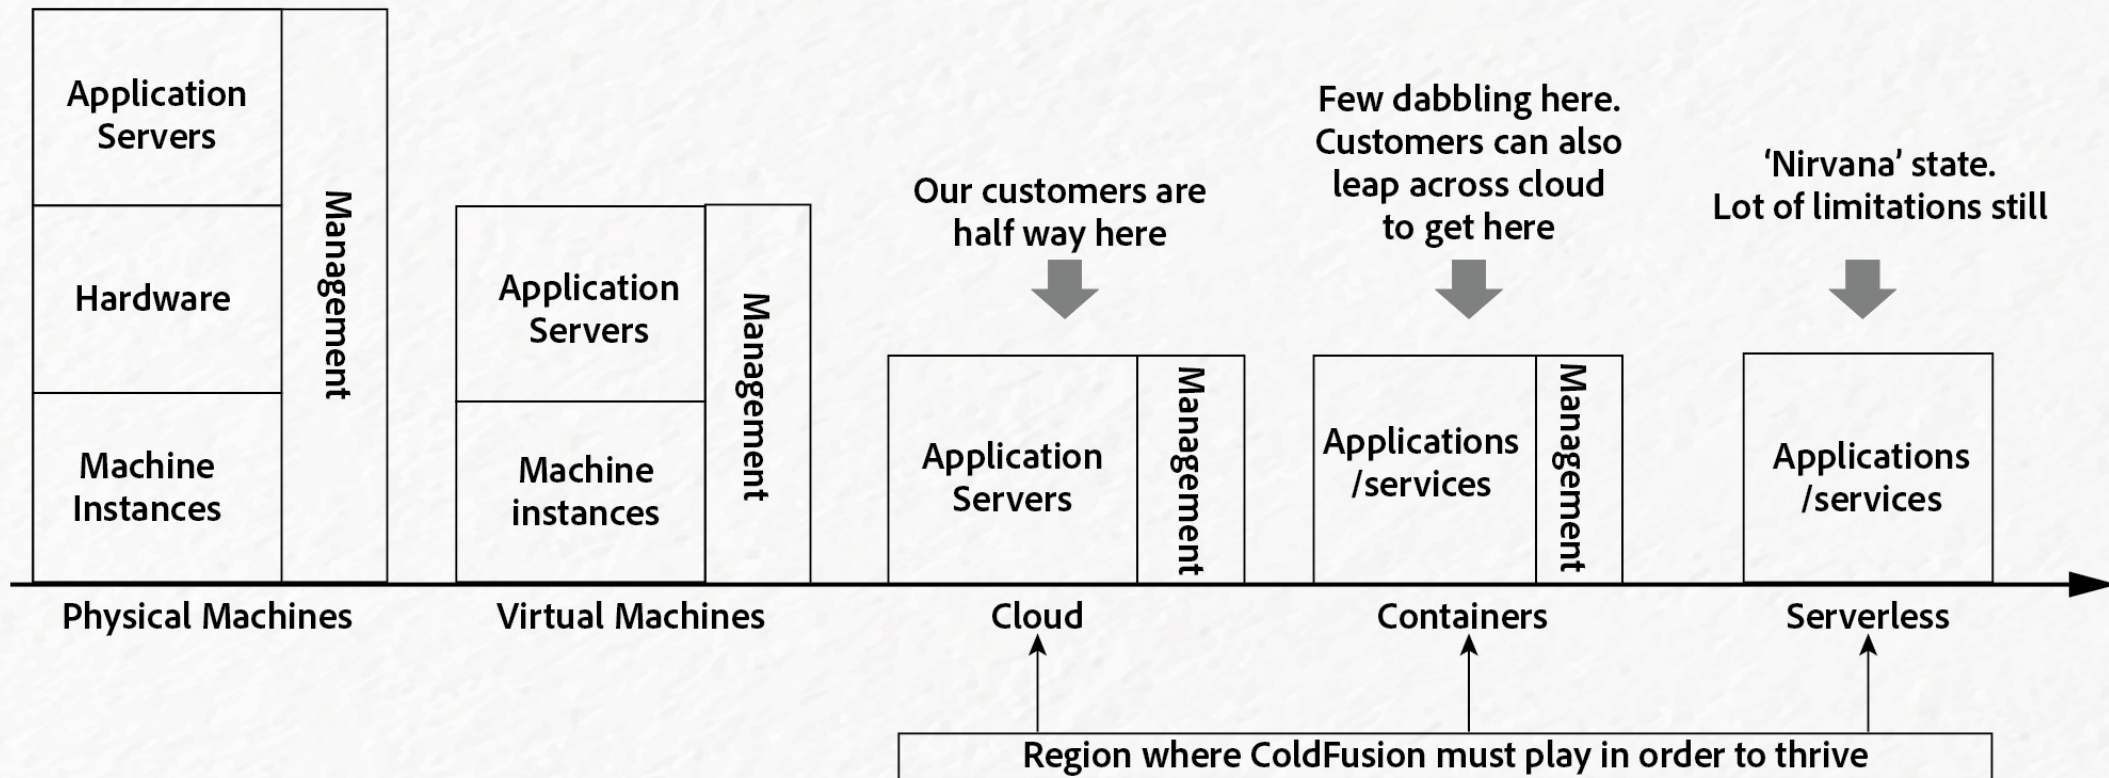 Application
Servers
Hardware
Machine
Instances
Management
Physical Machines
Application
Servers
Machine
instances
Management
Virtual Machines
Our customers are
half way here
Application
Servers
Management
Cloud
Few dabbling here.
Customers can also
leap across cloud
to get here
Applications
/services
Management
Containers
‘Nirvana’ state.
Lot of limitations still
Applications
/services
Serverless
Region where ColdFusion must play in order to thrive